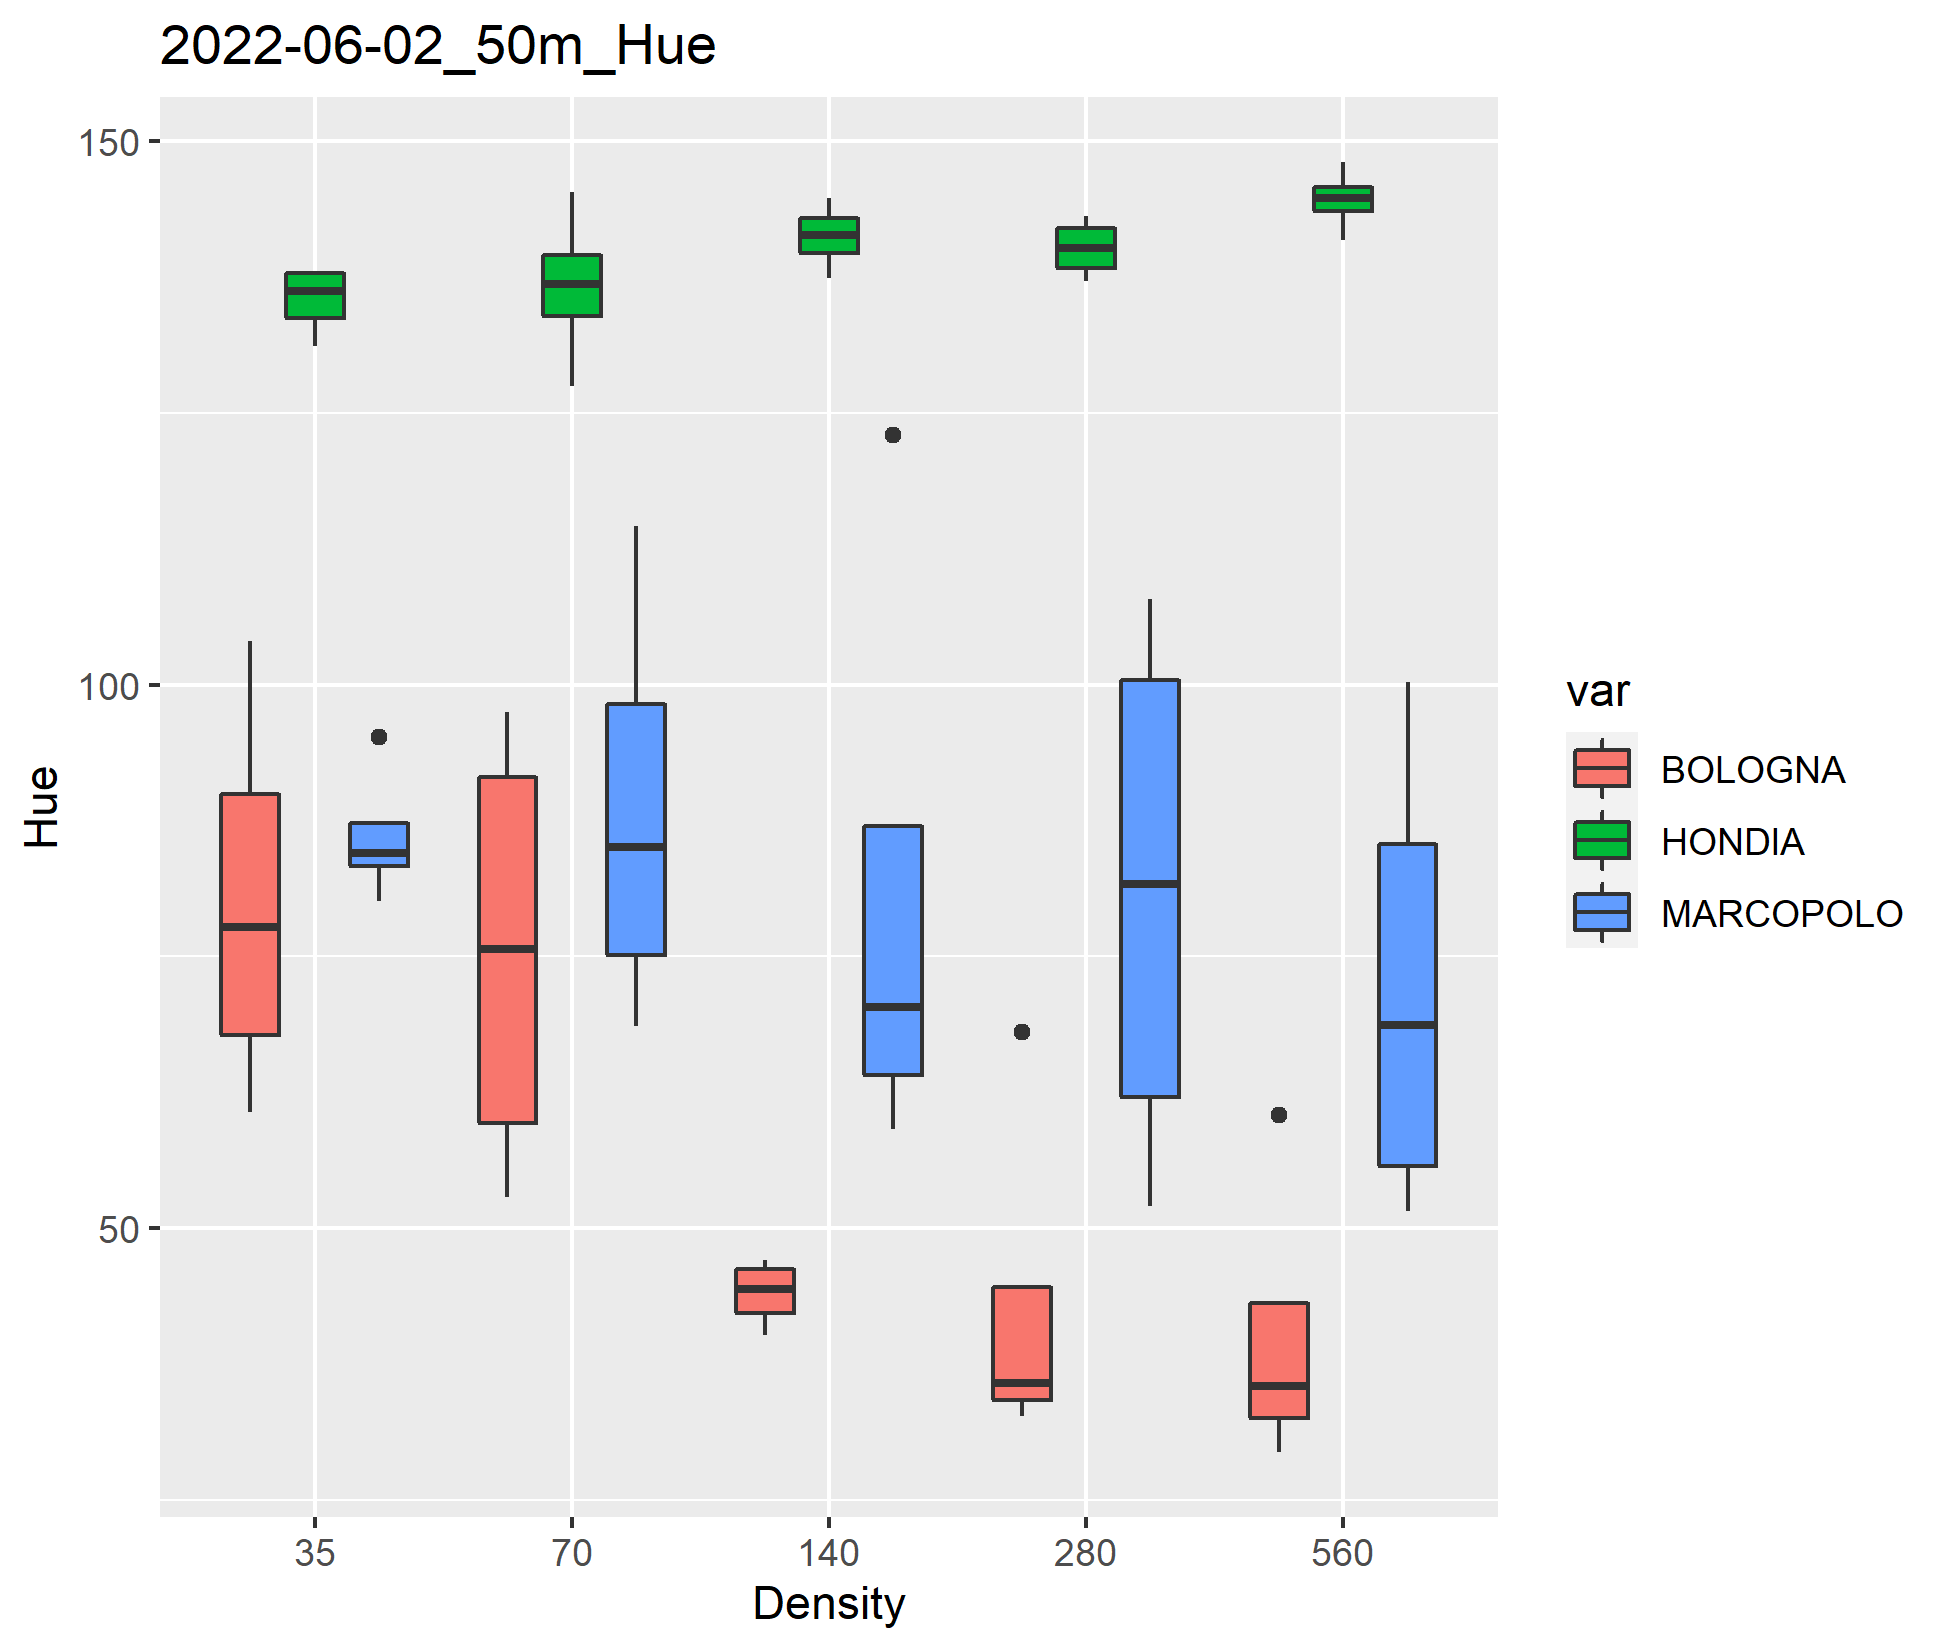 2022-06-02_50m_Hue
150
100
50
Hue
35 70 140 280 560
Density
var
BOLOGNA
HONDIA
MARCOPOLO